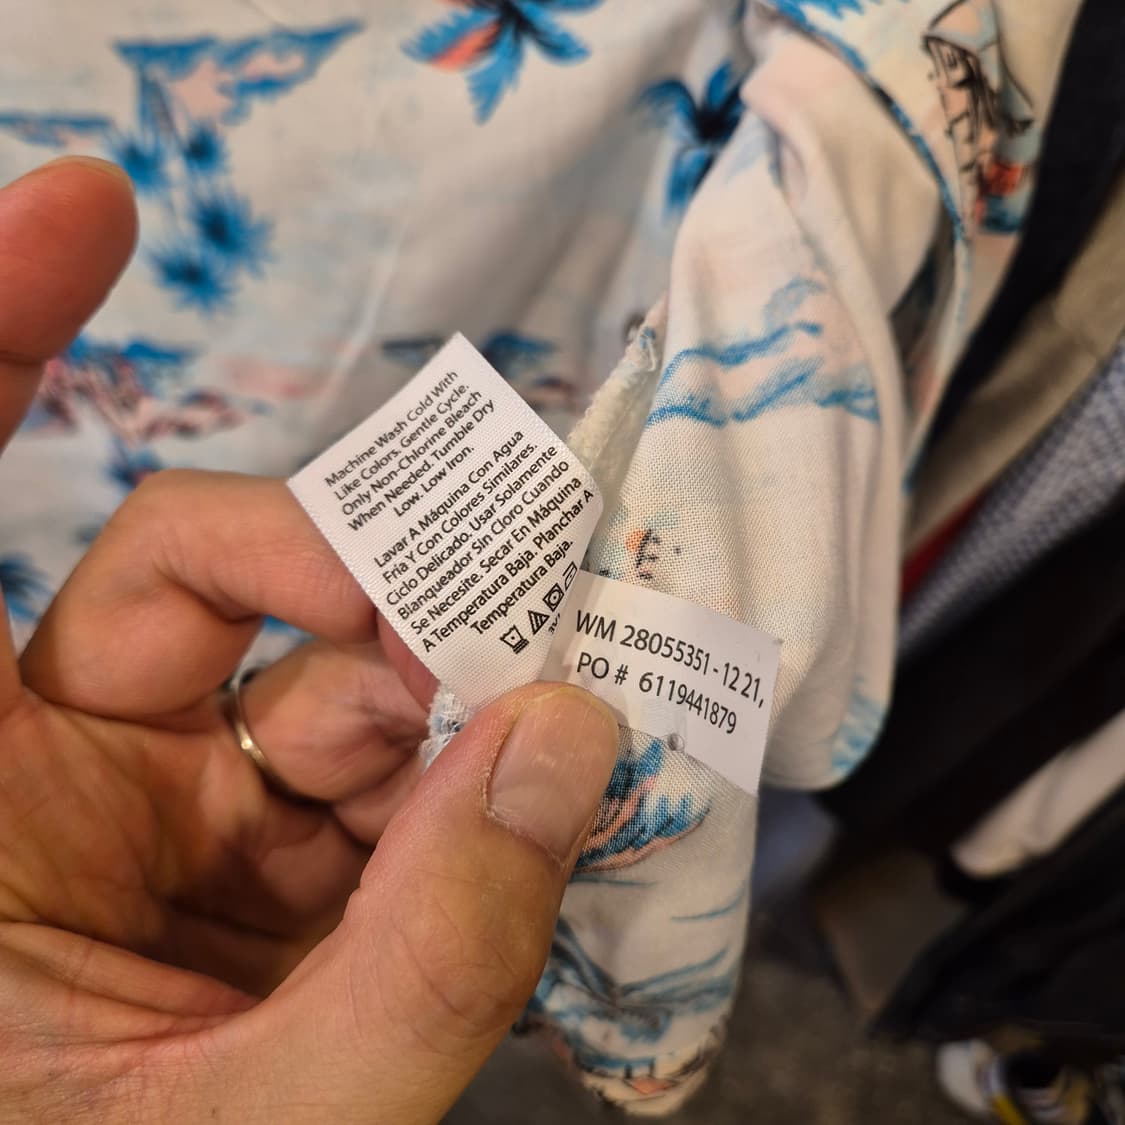 Machine Wash Cold With
Like Colors. Gentle Cycle.
Only Non-Chlorine Bleach
When Needed. Tumble Dry
Low. Low Iron.
Lavar A Máquina Con Agua
Fria Y Con Colores Similares.
Ciclo Delicado. Usar Solamente
Blanqueador Sin Cloro Cuando
Se Necesite. Secar En Máquina
A Temperatura Baja. Planchar A
Temperatura Baja.
WM 28055351 - 12 21,
PO # 6119441879